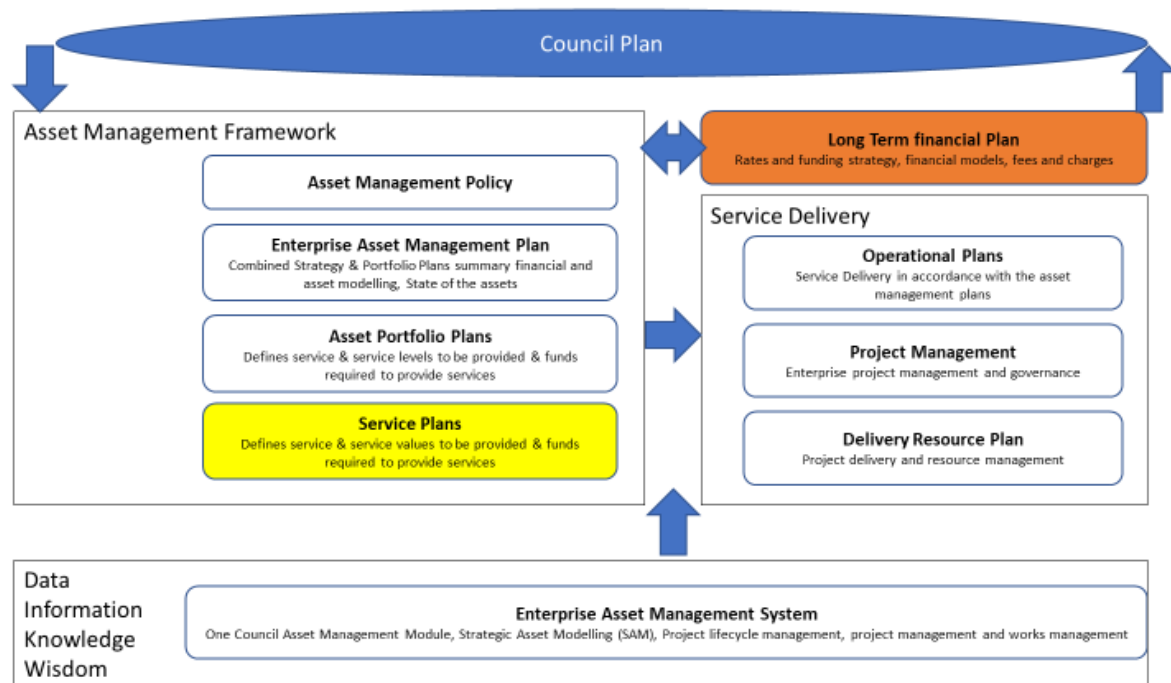 Council Plan
Asset Management Framework
Asset Management Policy
Enterprise Asset Management Plan
Combined Strategy & Portfolio Plans summary financial and
asset modelling, State of the assets
Asset Portfolio Plans
Defines service & service levels to be provided & funds
required to provide services
Service Plans
Defines service & service values to be provided & funds
required to provide services
Long Term financial Plan
Rates and funding strategy, financial models, fees and charges
Service Delivery
Operational Plans
Service Delivery in accordance with the asset
management plans
Project Management
Enterprise project management and governance
Delivery Resource Plan
Project delivery and resource management
Data
Information
Knowledge
Wisdom
Enterprise Asset Management System
One Council Asset Management Module, Strategic Asset Modelling (SAM), Project lifecycle management, project management and works management